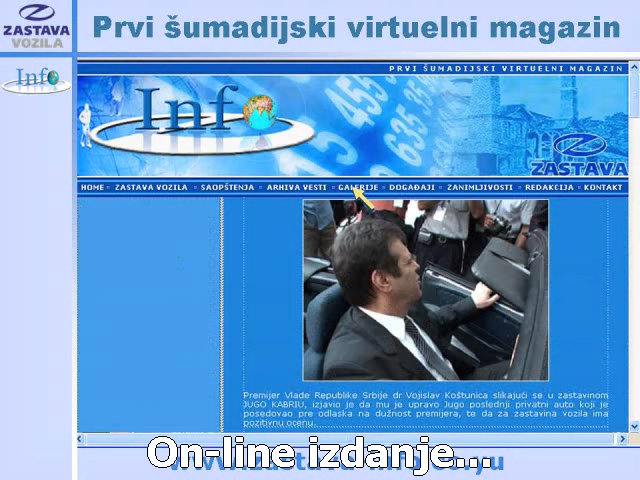 ZASTAVA
VOZILA
Prvi šumadijski virtuelni magazin
Info
PRVI ŠUMADIJSKI VIRTUELNI MAGAZIN
Info
455
635.35
ZASTAVA
HOME ZASTAVA VOZILA SAOPŠTENJA ARHIVA VESTI GALERIJE DOGAĐAJI ZANIMLJIVOSTI REDAKCIJA KONTAKT
Premijer Vlade Republike Srbije dr Vojislav Koštunica slikajući se u zastavinom
JUGO KABRIU, izjavio je da mu je upravo Jugo poslednji privatni auto koji je
posedovao pre odlaska na dužnost premijera, te da za zastavina vozila ima
pozitivnu ocenu.
On-line izdanje...